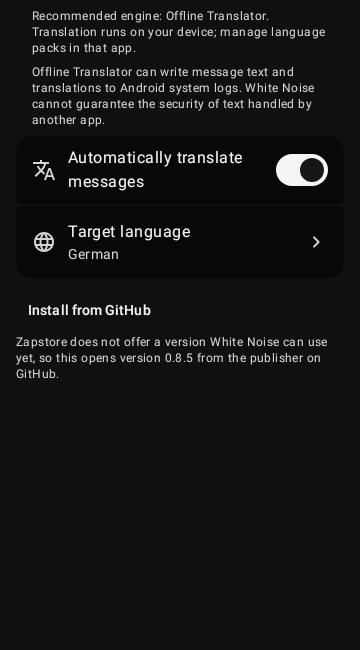 Recommended engine: Offline Translator.
Translation runs on your device; manage language
packs in that app.
Offline Translator can write message text and
translations to Android system logs. White Noise
cannot guarantee the security of text handled by
another app.
Automatically translate
messages
Target language
German
Install from GitHub
Zapstore does not offer a version White Noise can use
yet, so this opens version 0.8.5 from the publisher on
GitHub.